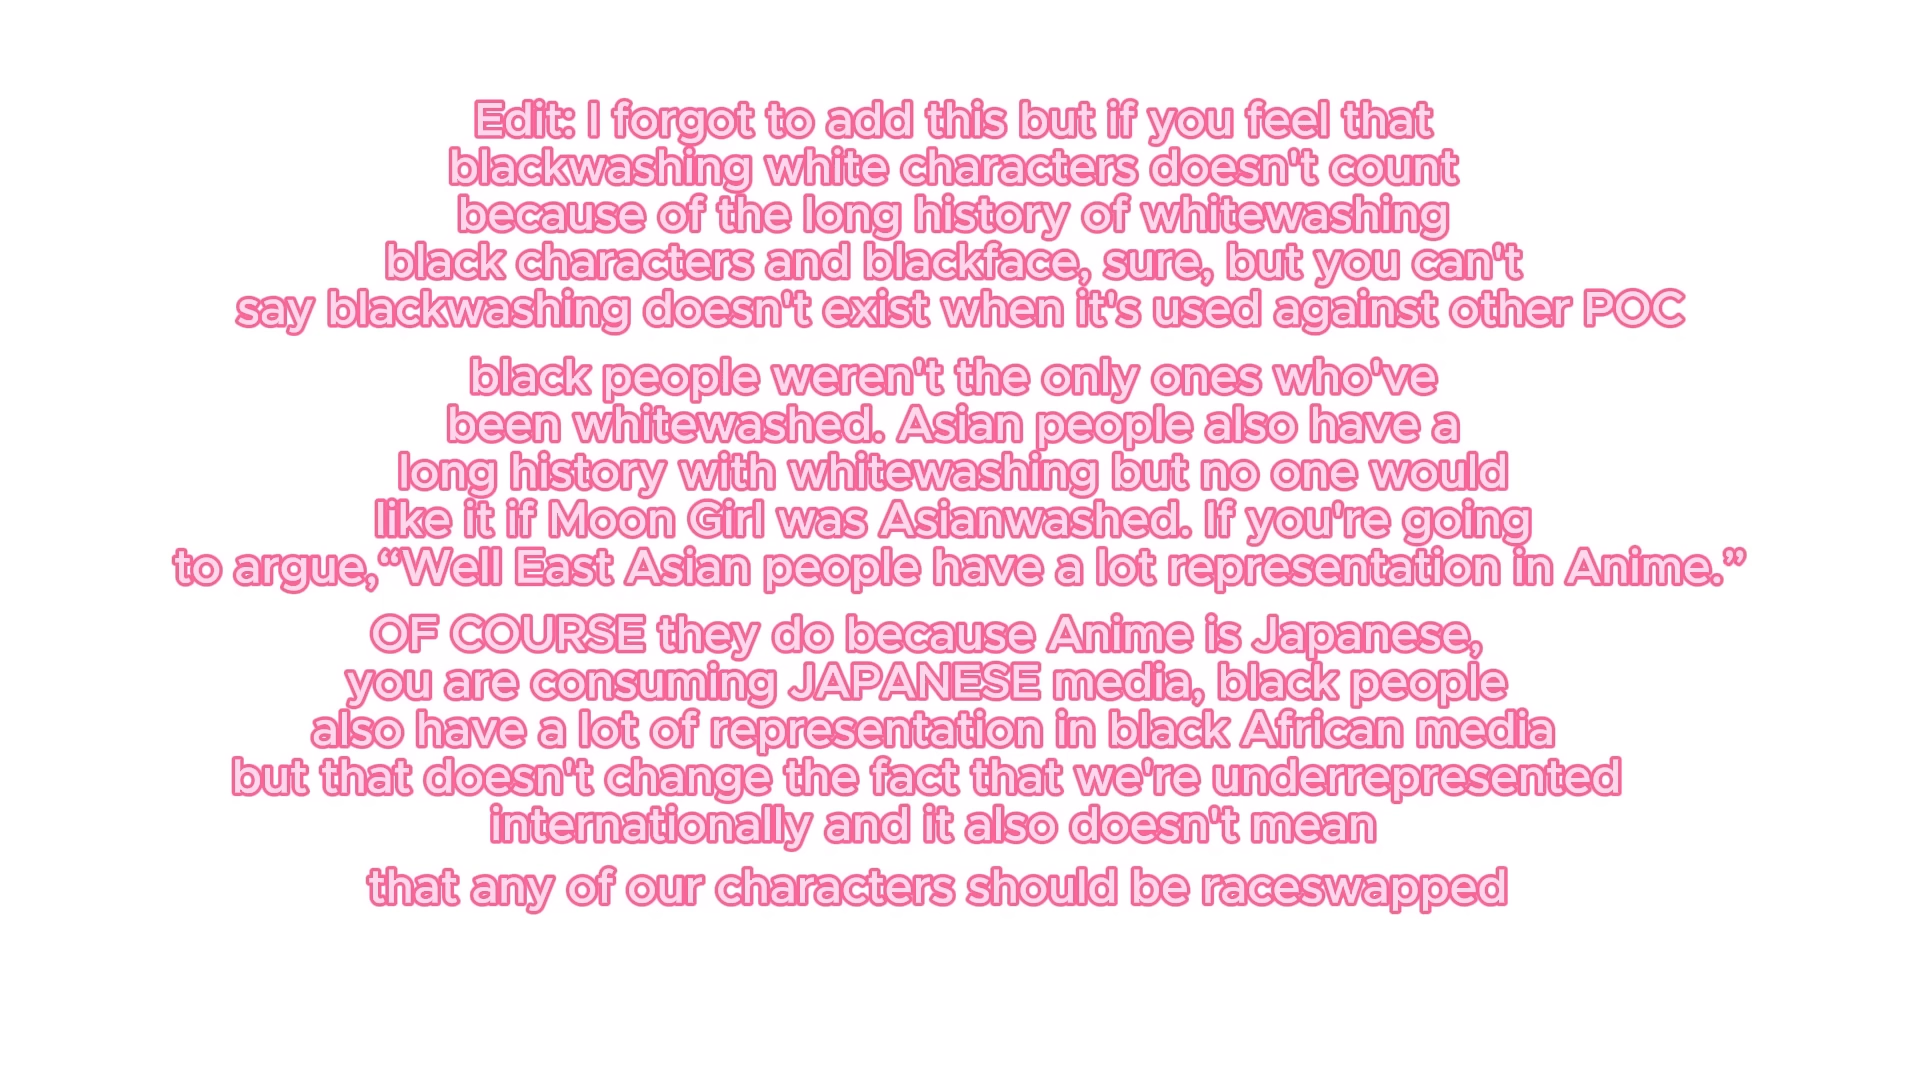 Edit: I forgot to add this but if you feel that
blackwashing white characters doesn't count
because of the long history of whitewashing
black characters and blackface, sure, but you can't
say blackwashing doesn't exist when it's used against other POC
black people weren't the only ones who've
been whitewashed. Asian people also have a
long history with whitewashing but no one would
like it if Moon Girl was Asianwashed. If you're going
to argue,“Well East Asian people have a lot representation in Anime.”
OF COURSE they do because Anime is Japanese,
you are consuming JAPANESE media, black people
also have a lot of representation in black African media
but that doesn't change the fact that we're underrepresented
internationally and it also doesn't mean
that any of our characters should be raceswapped